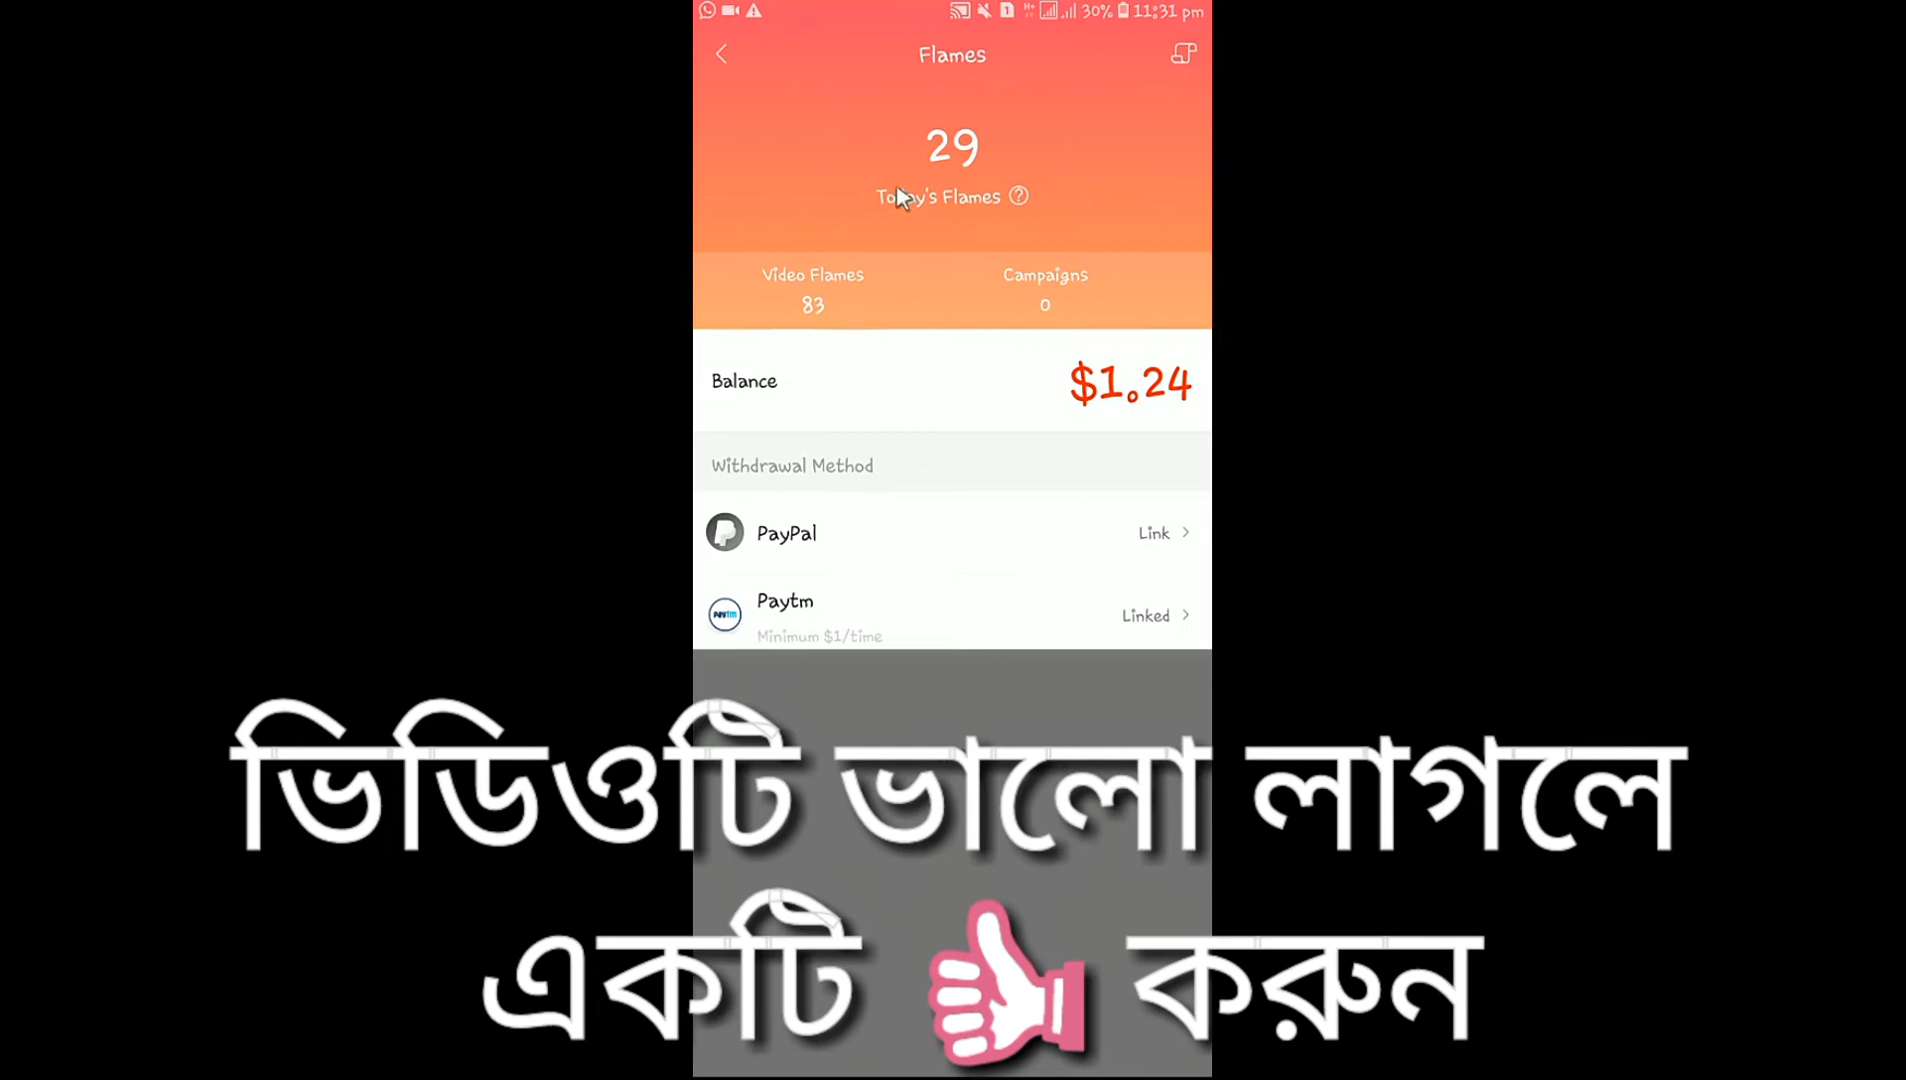 30% 11:31 pm
Flames
29
Today's Flames
Video Flames Campaigns
83 0
Balance $1.24
Withdrawal Method
PayPal Link
Paytm Linked
Minimum $1/time
ভিডিওটি ভালো লাগলে
একটি করুন